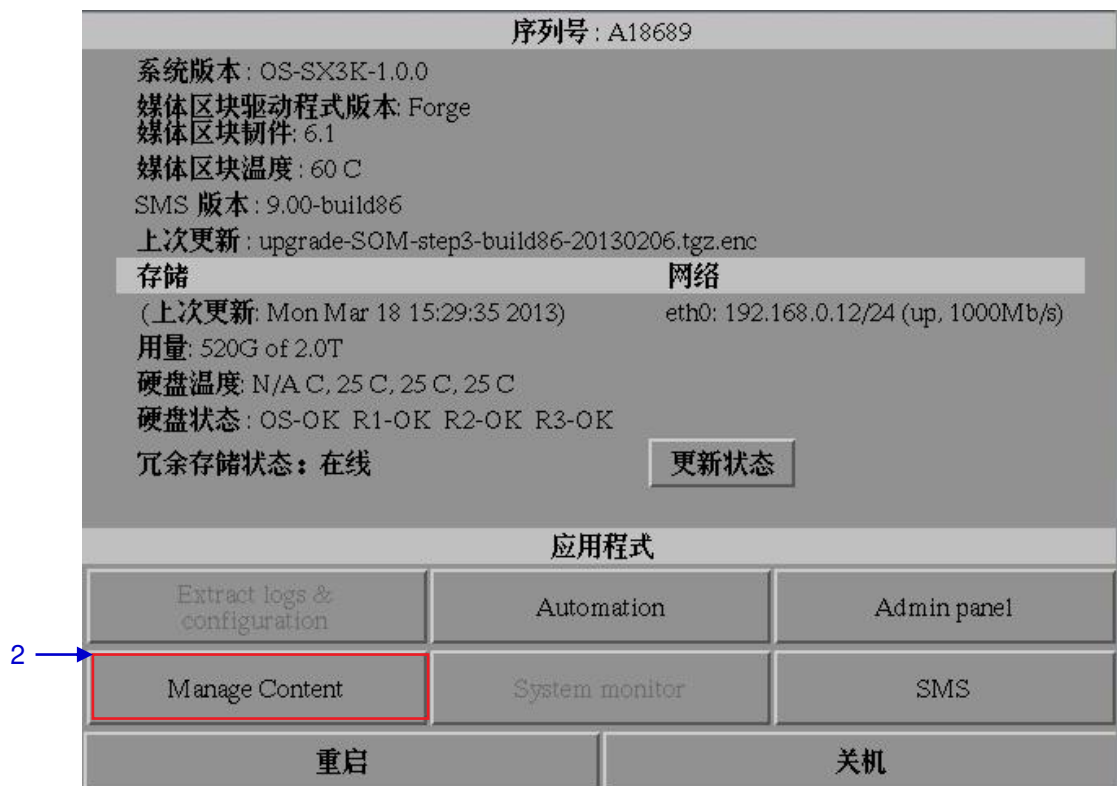 序列号 : A18689
系统版本 : OS-SX3K-1.0.0
媒体区块驱动程式版本: Forge
媒体区块韧件: 6.1
媒体区块温度 : 60 C
SMS 版本 : 9.00-build86
上次更新 : upgrade-SOM-step3-build86-20130206.tgz.enc
存储 网络
(上次更新: Mon Mar 18 15:29:35 2013) eth0: 192.168.0.12/24 (up, 1000Mb/s)
用量: 520G of 2.0T
硬盘温度: N/A C, 25 C, 25 C, 25 C
硬盘状态 : OS-OK R1-OK R2-OK R3-OK
冗余存储状态：在线 更新状态
应用程式
Extract logs &
configuration
Automation
Admin panel
2
Manage Content
System monitor
SMS
重启
关机